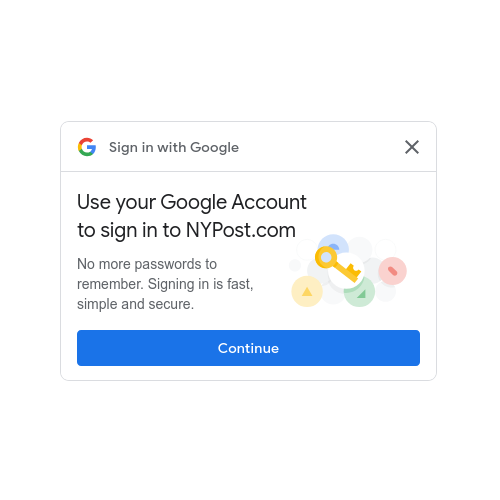 Sign in with Google
Use your Google Account
to sign in to NYPost.com
No more passwords to
remember. Signing in is fast,
simple and secure.
Continue